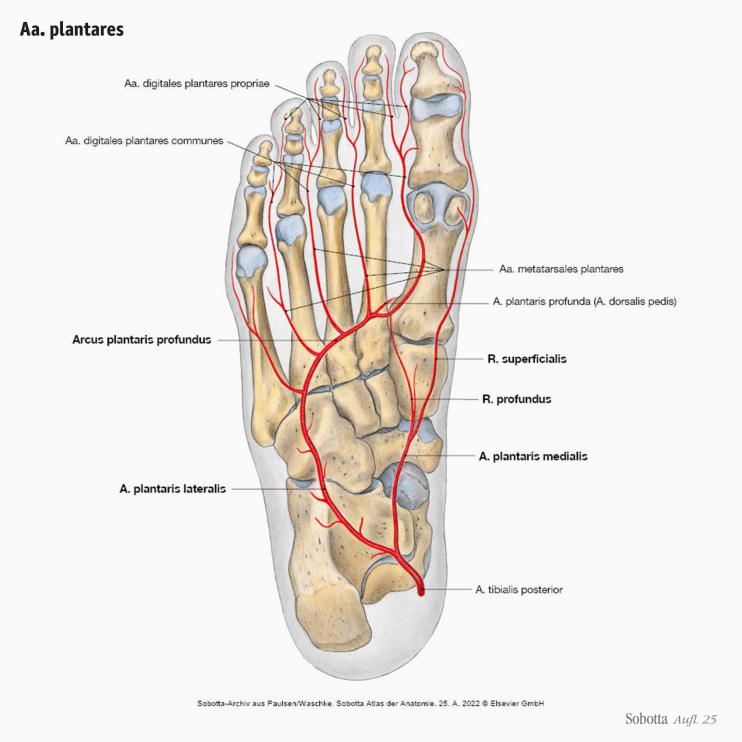 Aa. plantares
Aa. digitales plantares propriae
Aa. digitales plantares communes
Aa. metatarsales plantares
A. plantaris profunda (A. dorsalis pedis)
Arcus plantaris profundus
R. superficialis
R. profundus
A. plantaris medialis
A. plantaris lateralis
A. tibialis posterior
Sobotta-Archiv aus Paulsen/Waschke. Sobotta Atlas der Anatomie. 25. A. 2022 © Elsevier GmbH
Sobotta Aufl. 25